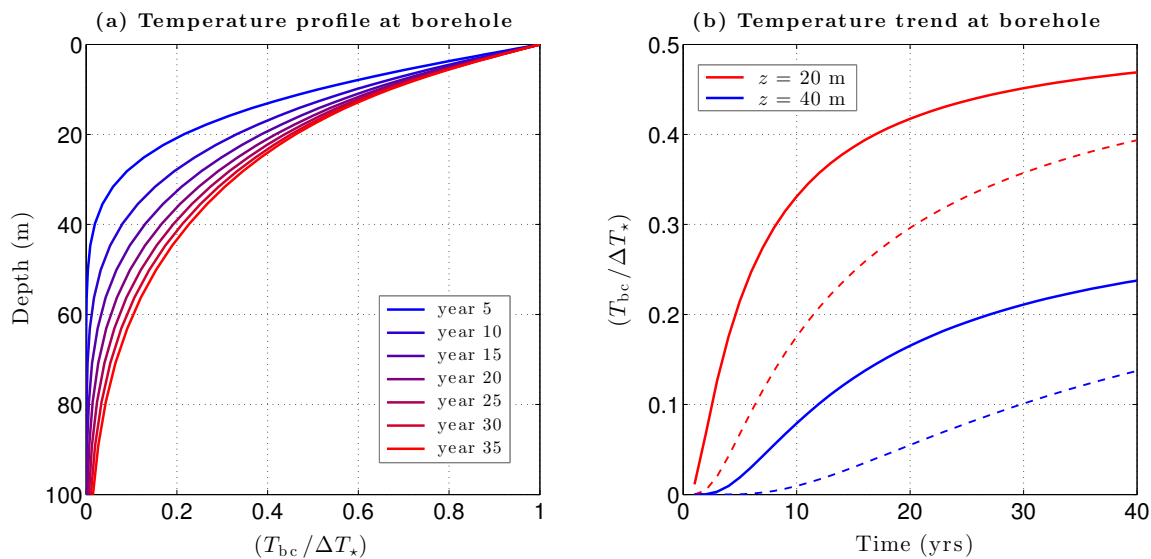 (a) Temperature profile at borehole
0
20
40
60
80
100
Depth (m)
0
0.2
0.4
0.6
0.8
1
(T_bc/ΔT_⋆)
year 5
year 10
year 15
year 20
year 25
year 30
year 35
(b) Temperature trend at borehole
0.5
0.4
0.3
0.2
0.1
0
(T_bc/ΔT_⋆)
z = 20 m
z = 40 m
0
10
20
30
40
Time (yrs)